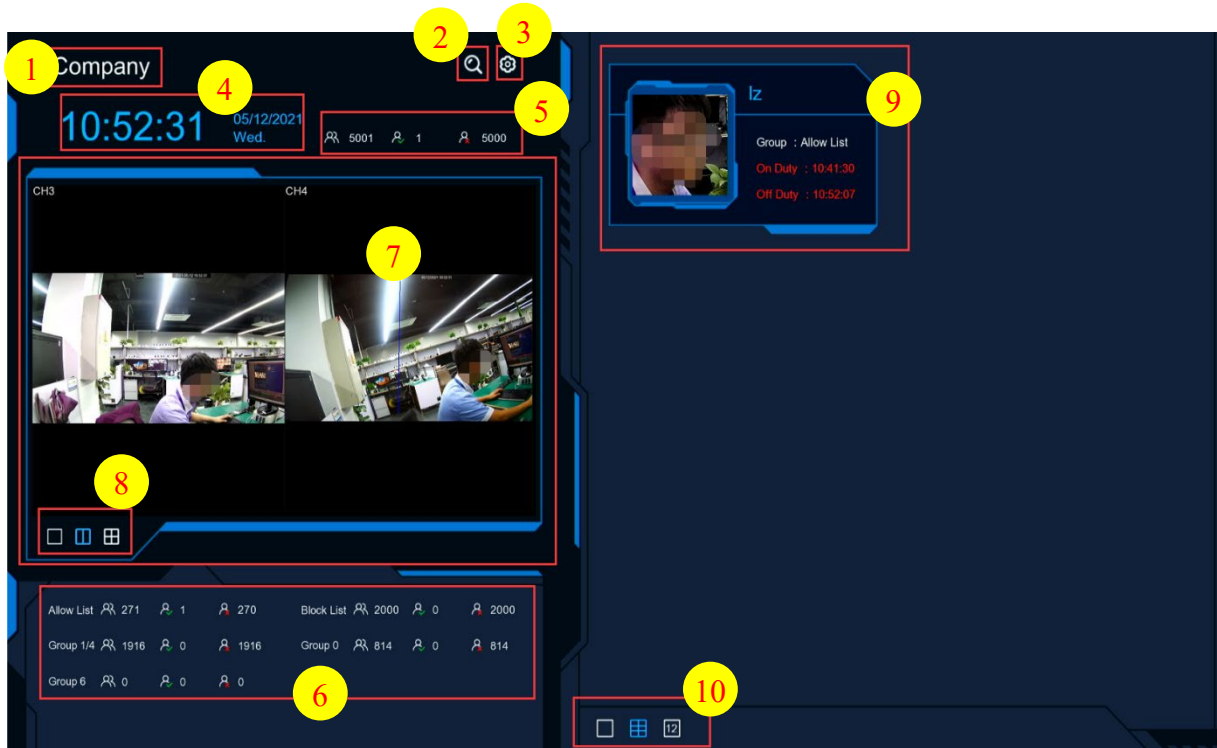 1
Company
2
3
4
10:52:31
05/12/2021
Wed.
5
5001 1 5000
CH3
CH4
7
8
Allow List 271 1 270 Block List 2000 0 2000
Group 1/4 1916 0 1916 Group 0 814 0 814
Group 6 0 0 0
6
9
lz
Group : Allow List
On Duty : 10:41:30
Off Duty : 10:52:07
10
12